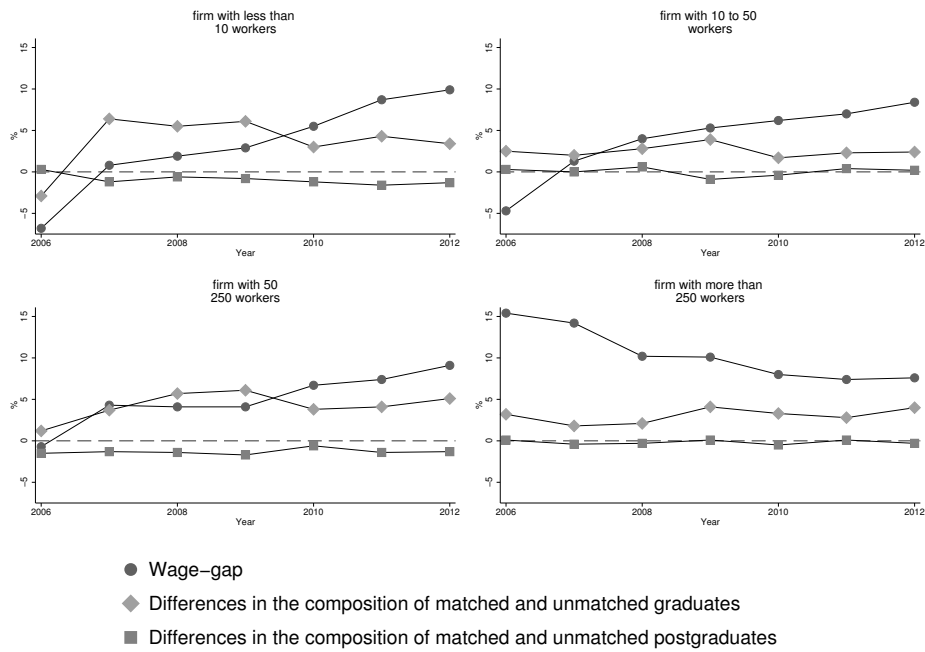 firm with less than
10 workers
15
10
5
0
−5
%
2006
2008
2010
2012
Year
firm with 10 to 50
workers
15
10
5
0
−5
%
2006
2008
2010
2012
Year
firm with 50
250 workers
15
10
5
0
−5
%
2006
2008
2010
2012
Year
firm with more than
250 workers
15
10
5
0
−5
%
2006
2008
2010
2012
Year
Wage−gap
Differences in the composition of matched and unmatched graduates
Differences in the composition of matched and unmatched postgraduates